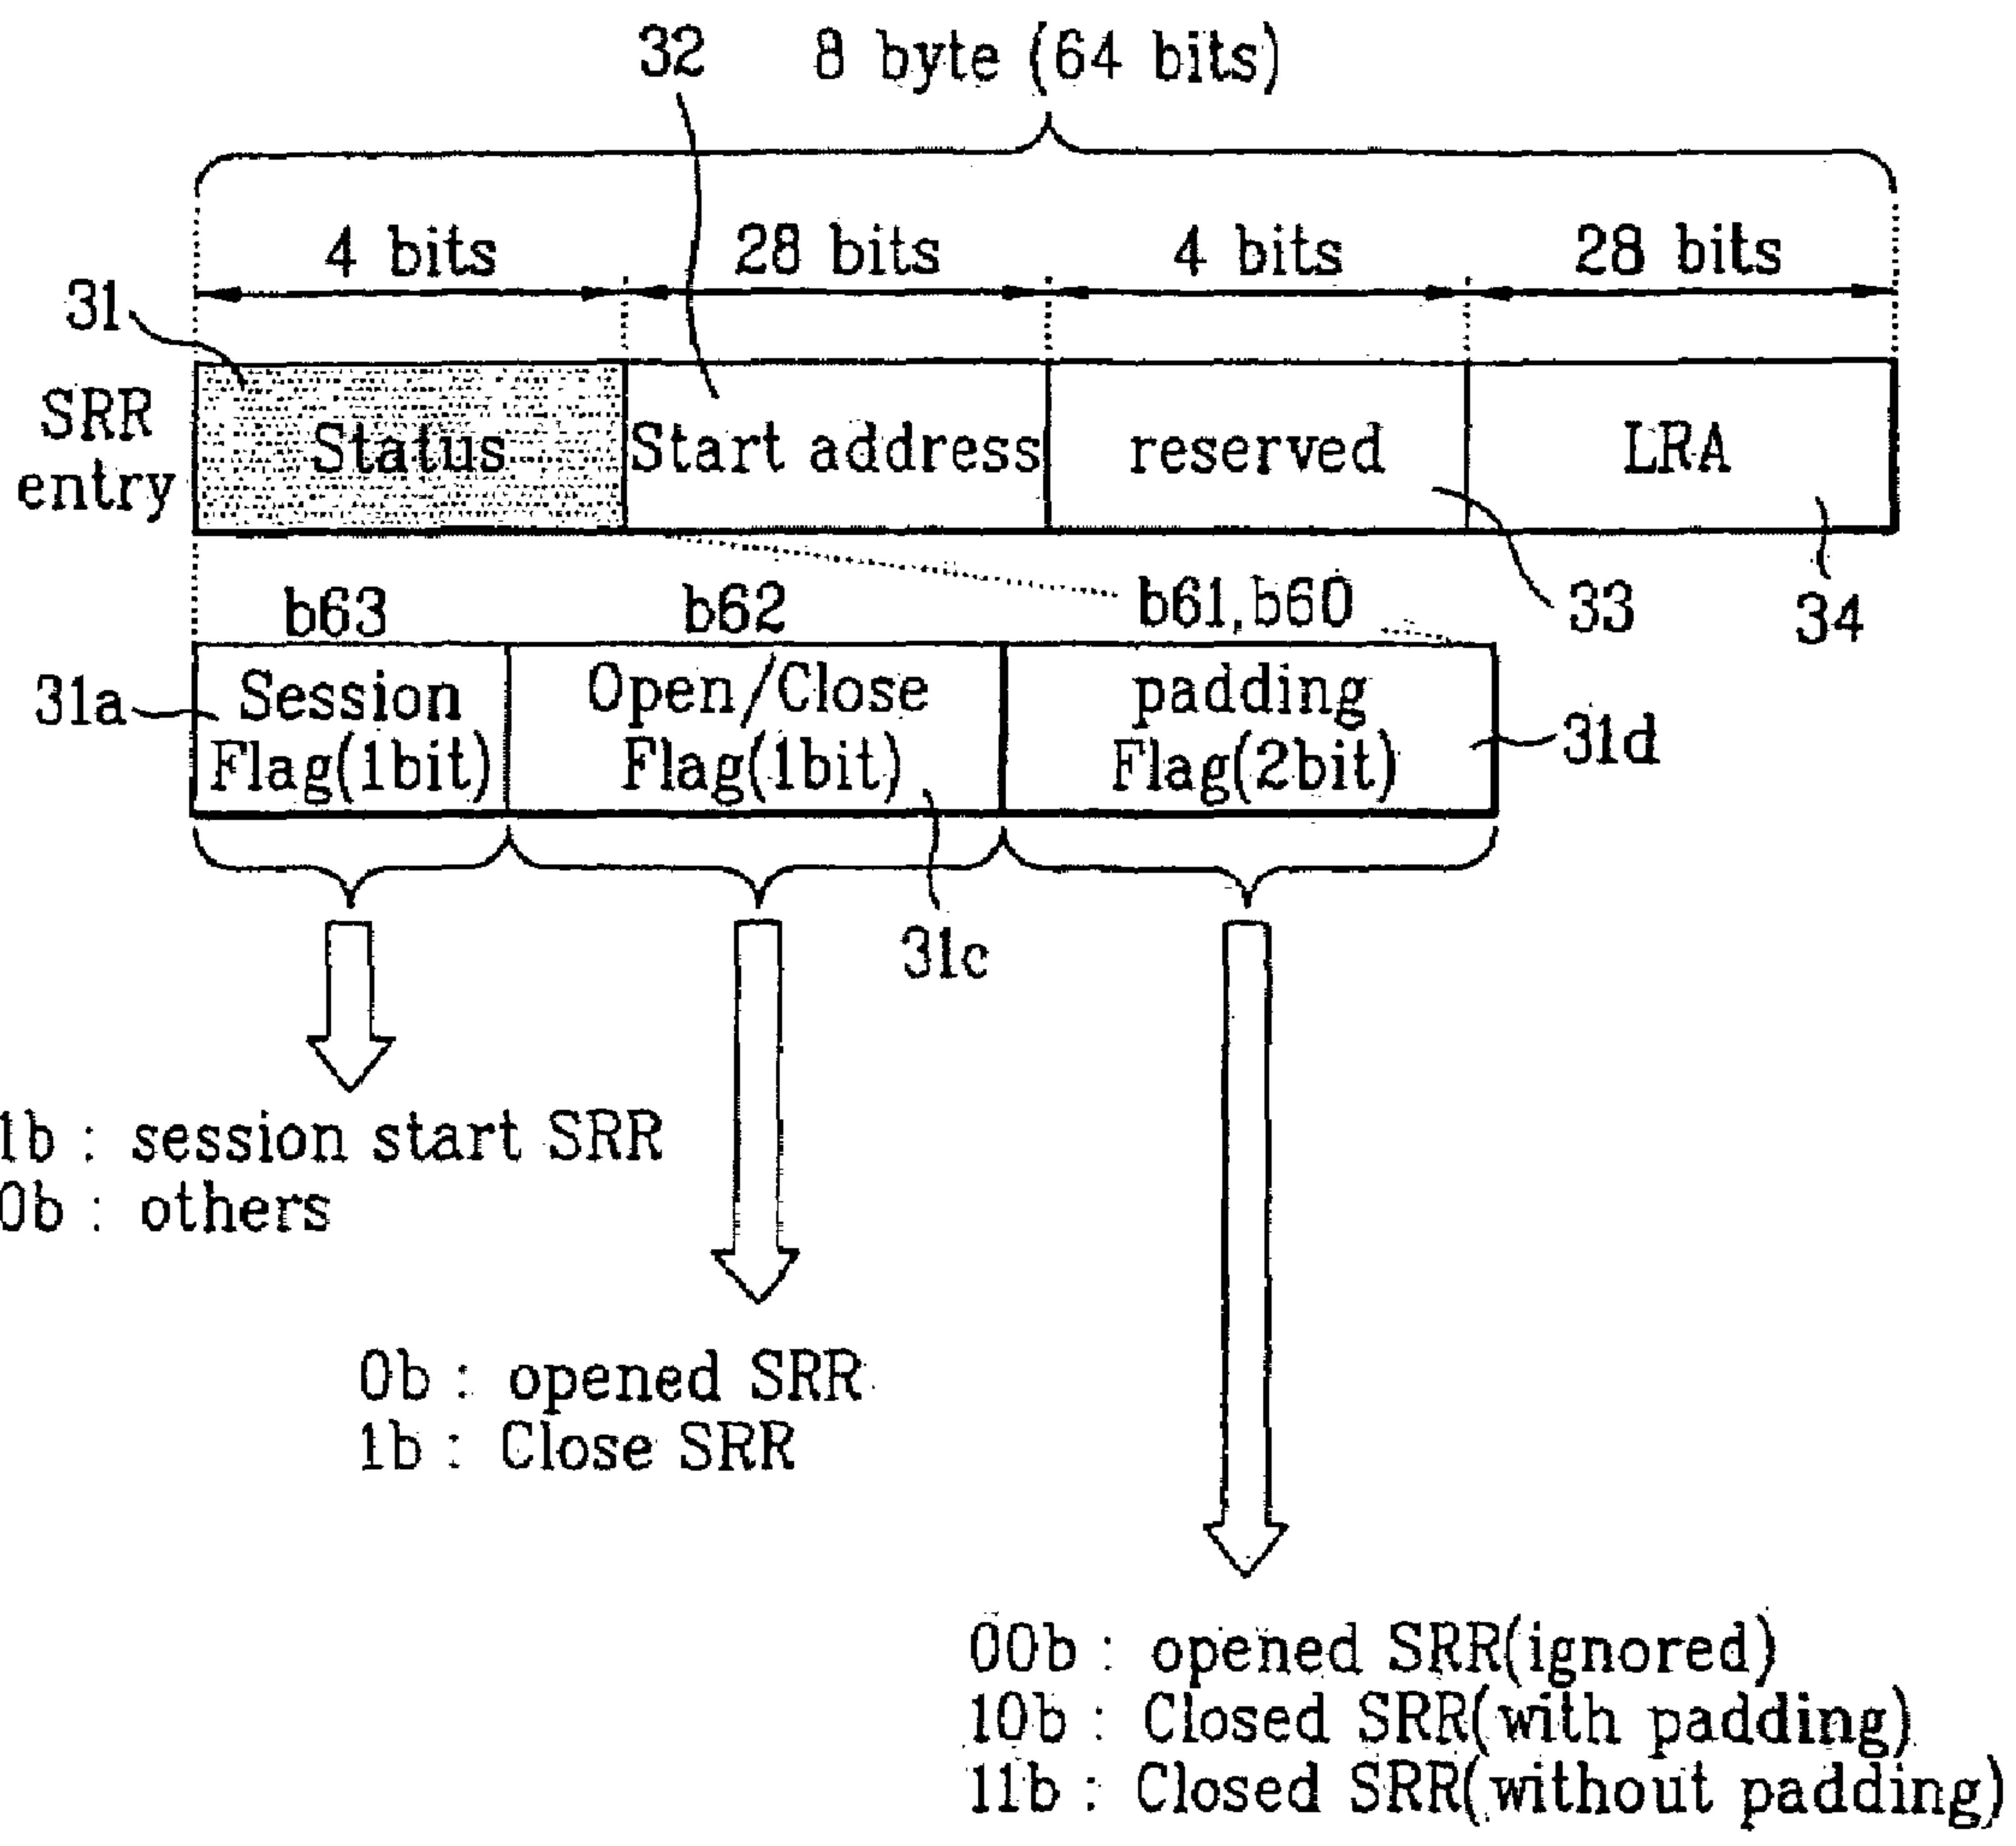 32
8 byte (64 bits)
4 bits
28 bits
4 bits
28 bits
31
SRR
entry
Status
Start address
reserved
LRA
33
34
b63
b62
b61,b60
31a
Session
Flag(1bit)
Open/Close
Flag(1bit)
padding
Flag(2bit)
31d
31c
1b : session start SRR
0b : others
0b : opened SRR
1b : Close SRR
00b : opened SRR(ignored)
10b : Closed SRR(with padding)
11b : Closed SRR(without padding)